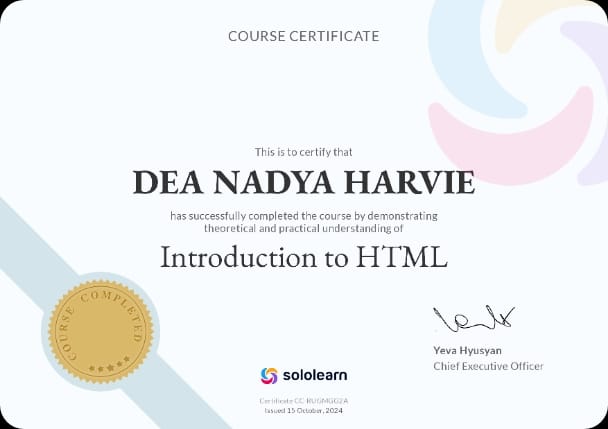 COURSE CERTIFICATE
This is to certify that
DEA NADYA HARVIE
has successfully completed the course by demonstrating
theoretical and practical understanding of
Introduction to HTML
COURSE COMPLETED
Yeva Hyusyan
Chief Executive Officer
sololearn
Certificate CC-RUGMGG2A
Issued 15 October, 2024